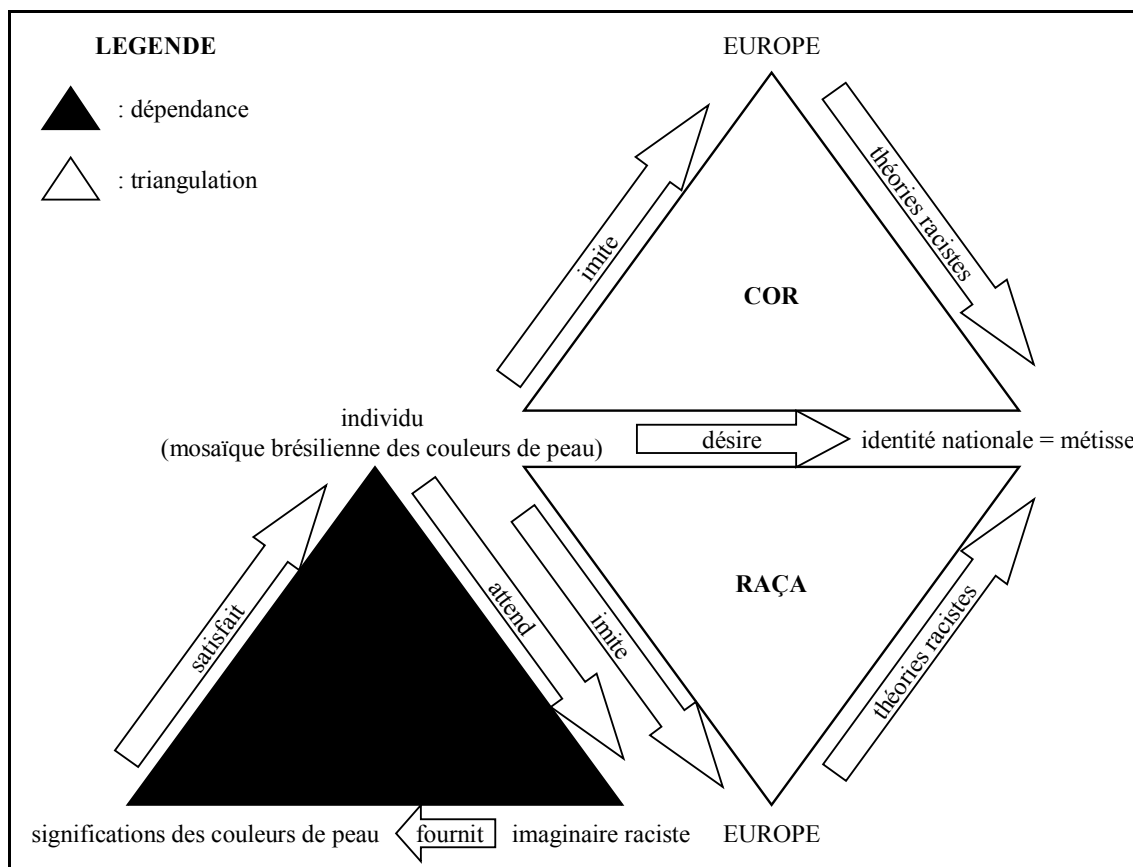 LEGENDE
: dépendance
: triangulation
EUROPE
imite
théories racistes
COR
individu
(mosaïque brésilienne des couleurs de peau)
désire
identité nationale = métisse
satisfait
attend
imite
RAÇA
théories racistes
significations des couleurs de peau
fournit
imaginaire raciste
EUROPE